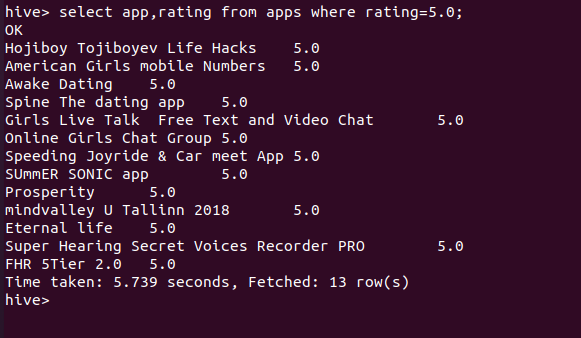 hive> select app,rating from apps where rating=5.0;
OK
Hojiboy Tojiboyev Life Hacks    5.0
American Girls mobile Numbers   5.0
Awake Dating    5.0
Spine The dating app    5.0
Girls Live Talk  Free Text and Video Chat       5.0
Online Girls Chat Group 5.0
Speeding Joyride & Car meet App 5.0
SUmmER SONIC app        5.0
Prosperity      5.0
mindvalley U Tallinn 2018       5.0
Eternal life    5.0
Super Hearing Secret Voices Recorder PRO        5.0
FHR 5Tier 2.0   5.0
Time taken: 5.739 seconds, Fetched: 13 row(s)
hive>